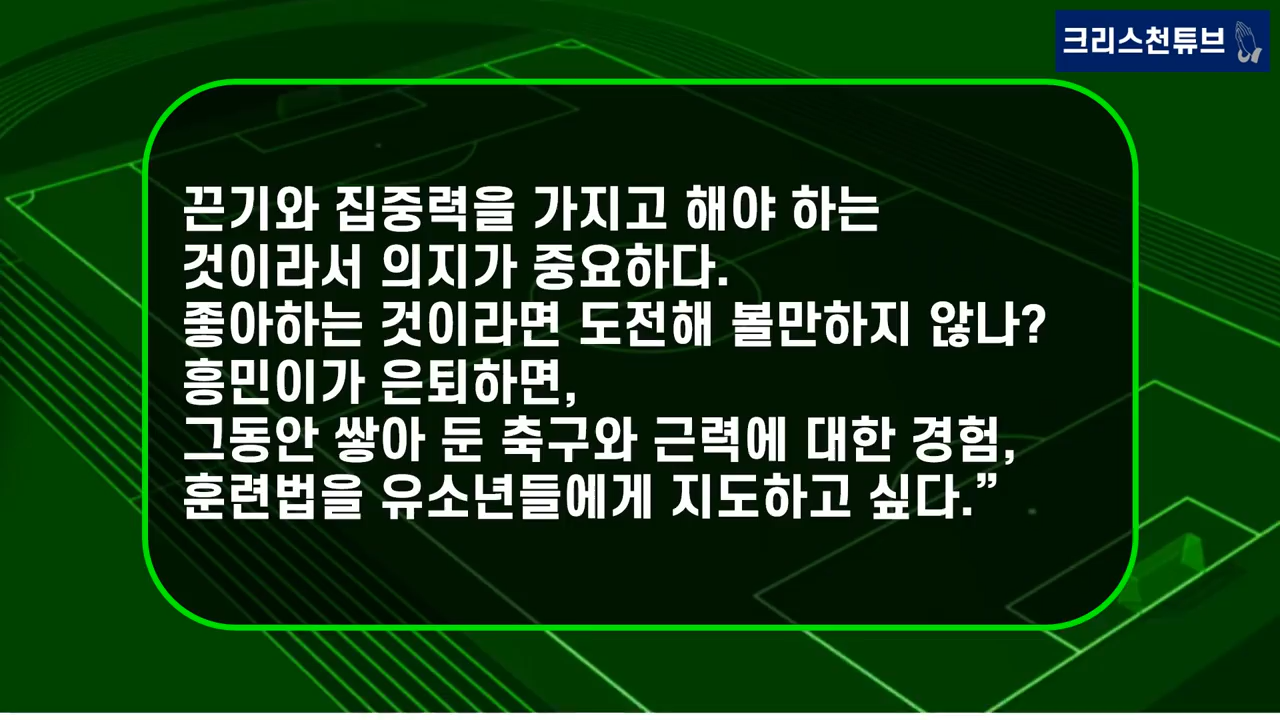 크리스천튜브
끈기와 집중력을 가지고 해야 하는
것이라서 의지가 중요하다.
좋아하는 것이라면 도전해 볼만하지 않나?
흥민이가 은퇴하면,
그동안 쌓아 둔 축구와 근력에 대한 경험,
훈련법을 유소년들에게 지도하고 싶다.”